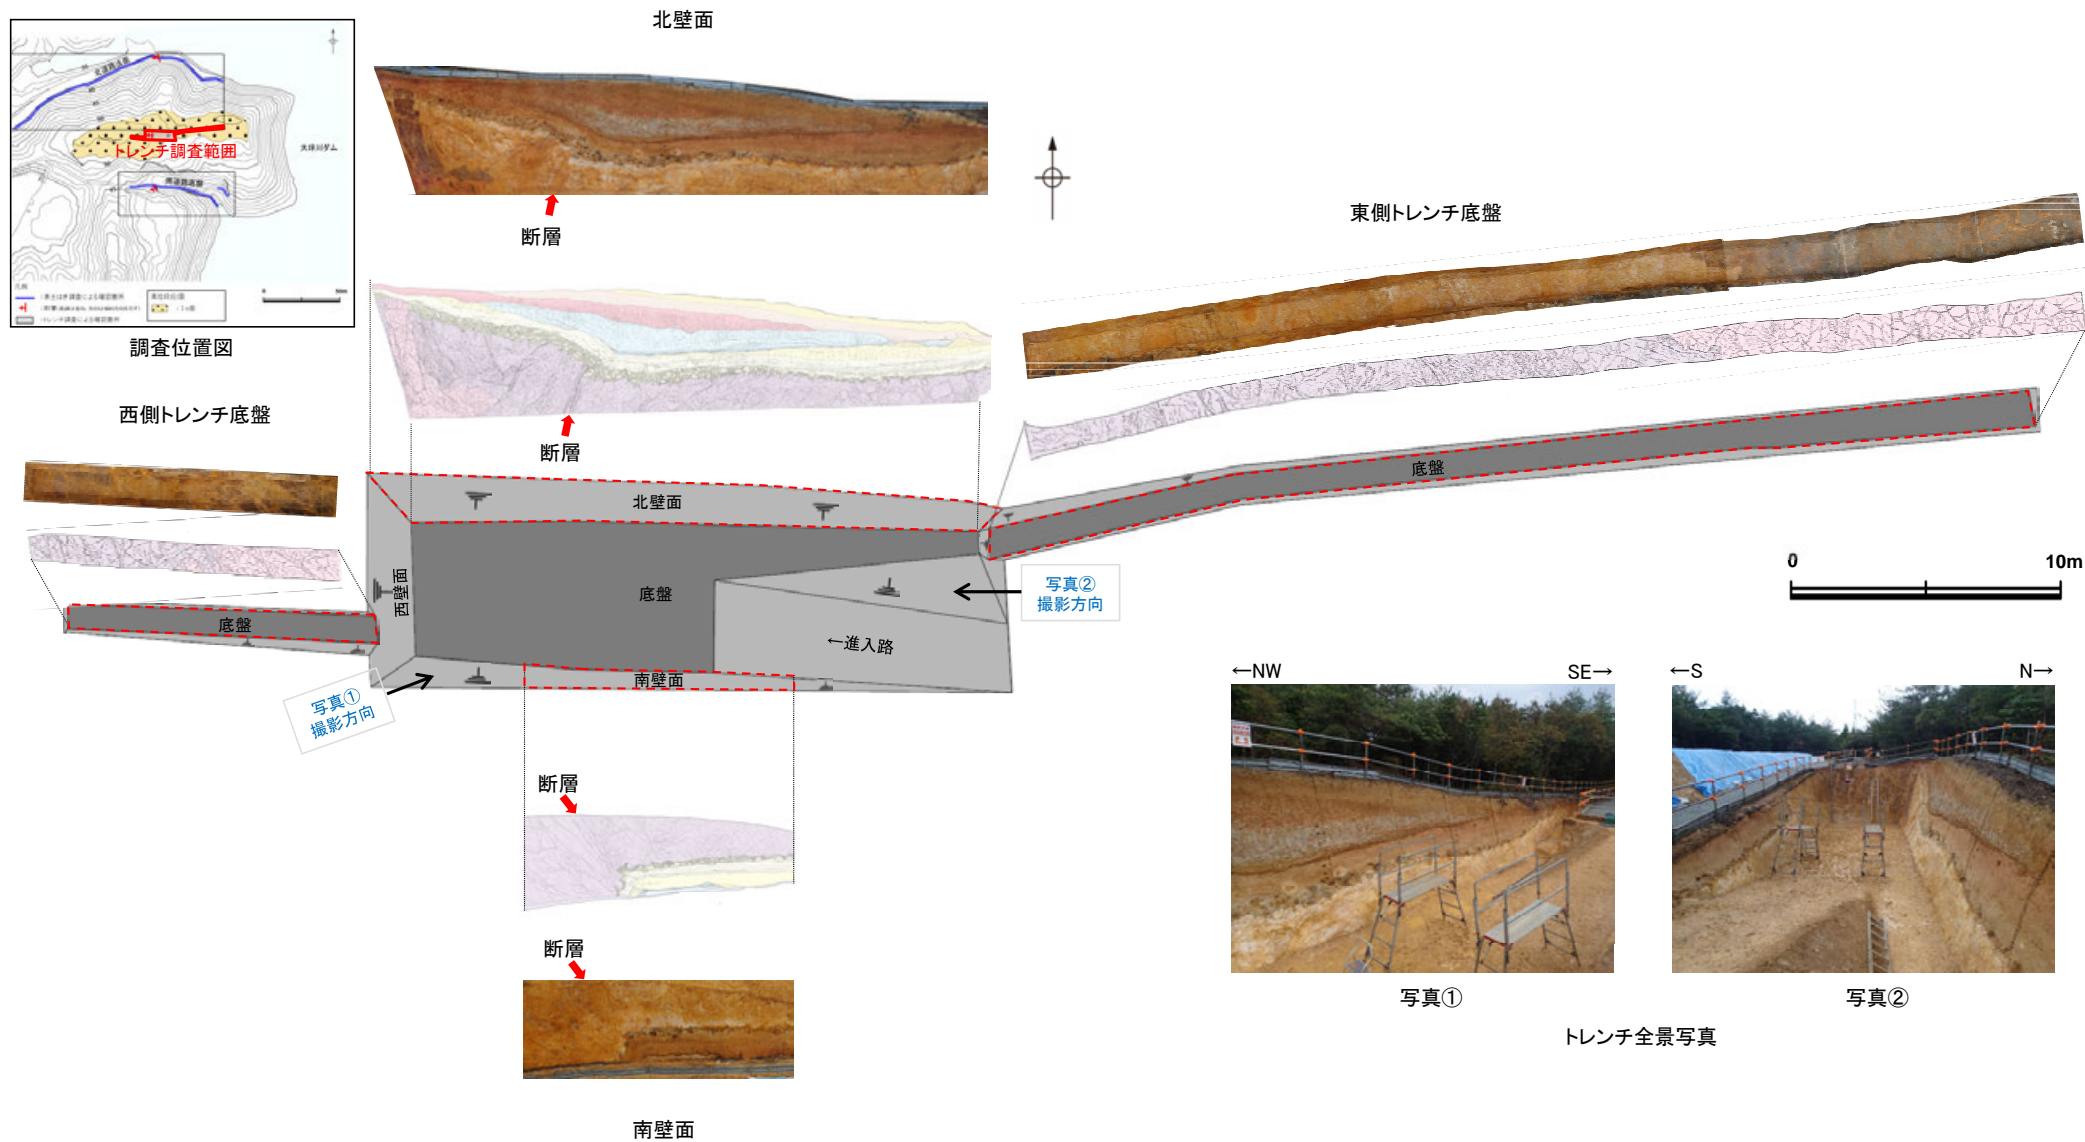 北壁面
トレンチ調査範囲
調査位置図
断層
東側トレンチ底盤
断層
西側トレンチ底盤
北壁面
底盤
西壁面
底盤
底盤
←進入路
南壁面
写真①
撮影方向
写真②
撮影方向
0
10m
←NW
SE→
←S
N→
断層
断層
南壁面
写真①
写真②
トレンチ全景写真